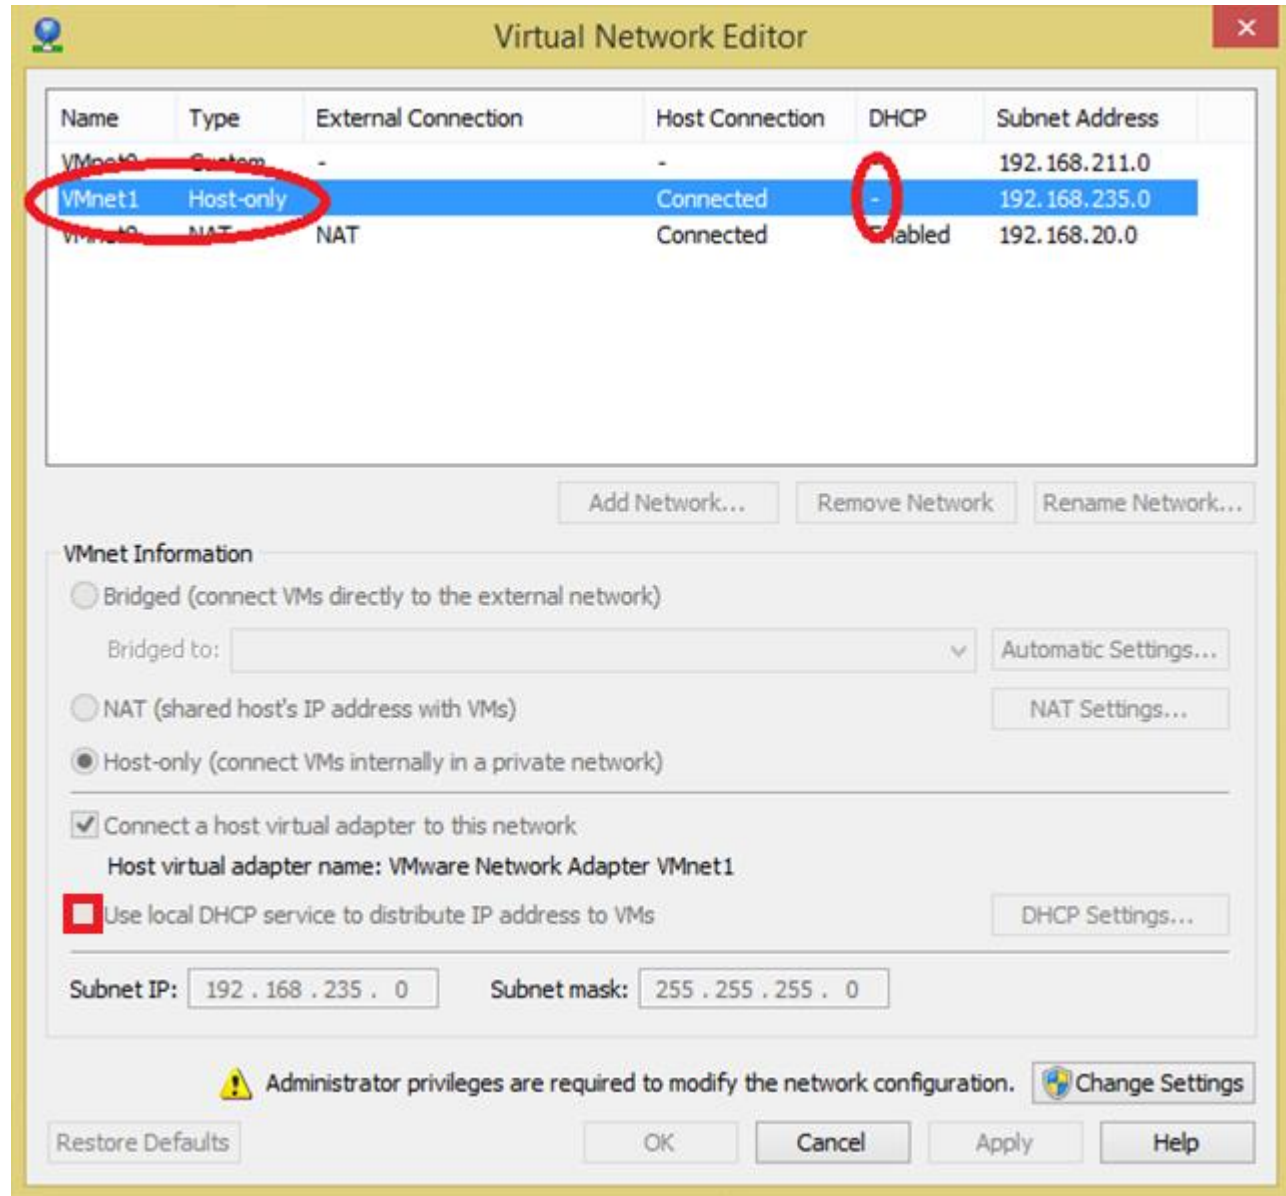 Virtual Network Editor
Name Type External Connection Host Connection DHCP Subnet Address
VMnet0 Custom - - - 192.168.211.0
VMnet1 Host-only Connected - 192.168.235.0
NAT NAT Connected Enabled 192.168.20.0
Add Network... Remove Network Rename Network...
VMnet Information
Bridged (connect VMs directly to the external network)
Bridged to: Automatic Settings...
NAT (shared host's IP address with VMs) NAT Settings...
Host-only (connect VMs internally in a private network)
Connect a host virtual adapter to this network
Host virtual adapter name: VMware Network Adapter VMnet1
Use local DHCP service to distribute IP address to VMs DHCP Settings...
Subnet IP: 192 . 168 . 235 . 0 Subnet mask: 255 . 255 . 255 . 0
Administrator privileges are required to modify the network configuration. Change Settings
Restore Defaults OK Cancel Apply Help